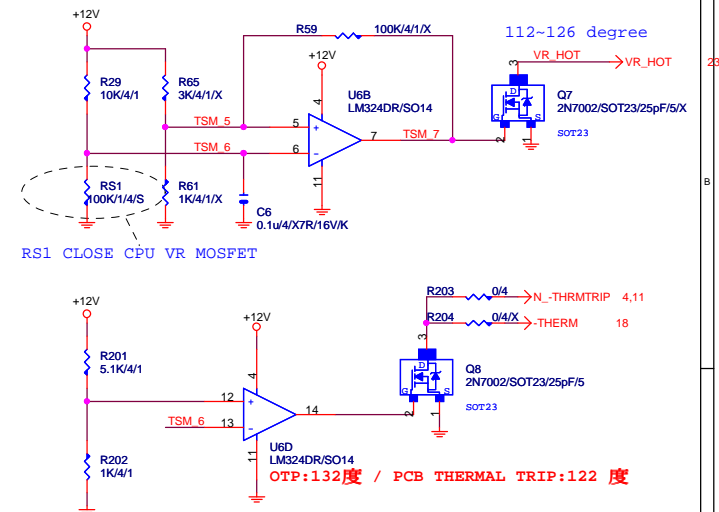 +12V
R59 100K/4/1/X
112~126 degree
+12V
VR_HOT
VR_HOT 23
3
R29
10K/4/1
R65
3K/4/1/X
U6B
LM324DR/SO14
D
G
S
Q7
2N7002/SOT23/25pF/5/X
SOT23
4
TSM_5 5
+
7 TSM_7
2
1
TSM_6 6
-
11
B
RS1
100K/1/4/S
R61
1K/4/1/X
C6
0.1u/4/X7R/16V/K
RS1 CLOSE CPU VR MOSFET
+12V
+12V
R203 0/4
N_-THRMTRIP 4,11
R204 0/4/X
-THERM 18
3
R201
5.1K/4/1
D
G
S
Q8
2N7002/SOT23/25pF/5
SOT23
4
12
+
14
2
1
TSM_6 13
-
11
R202
1K/4/1
U6D
LM324DR/SO14
OTP:132度 / PCB THERMAL TRIP:122 度